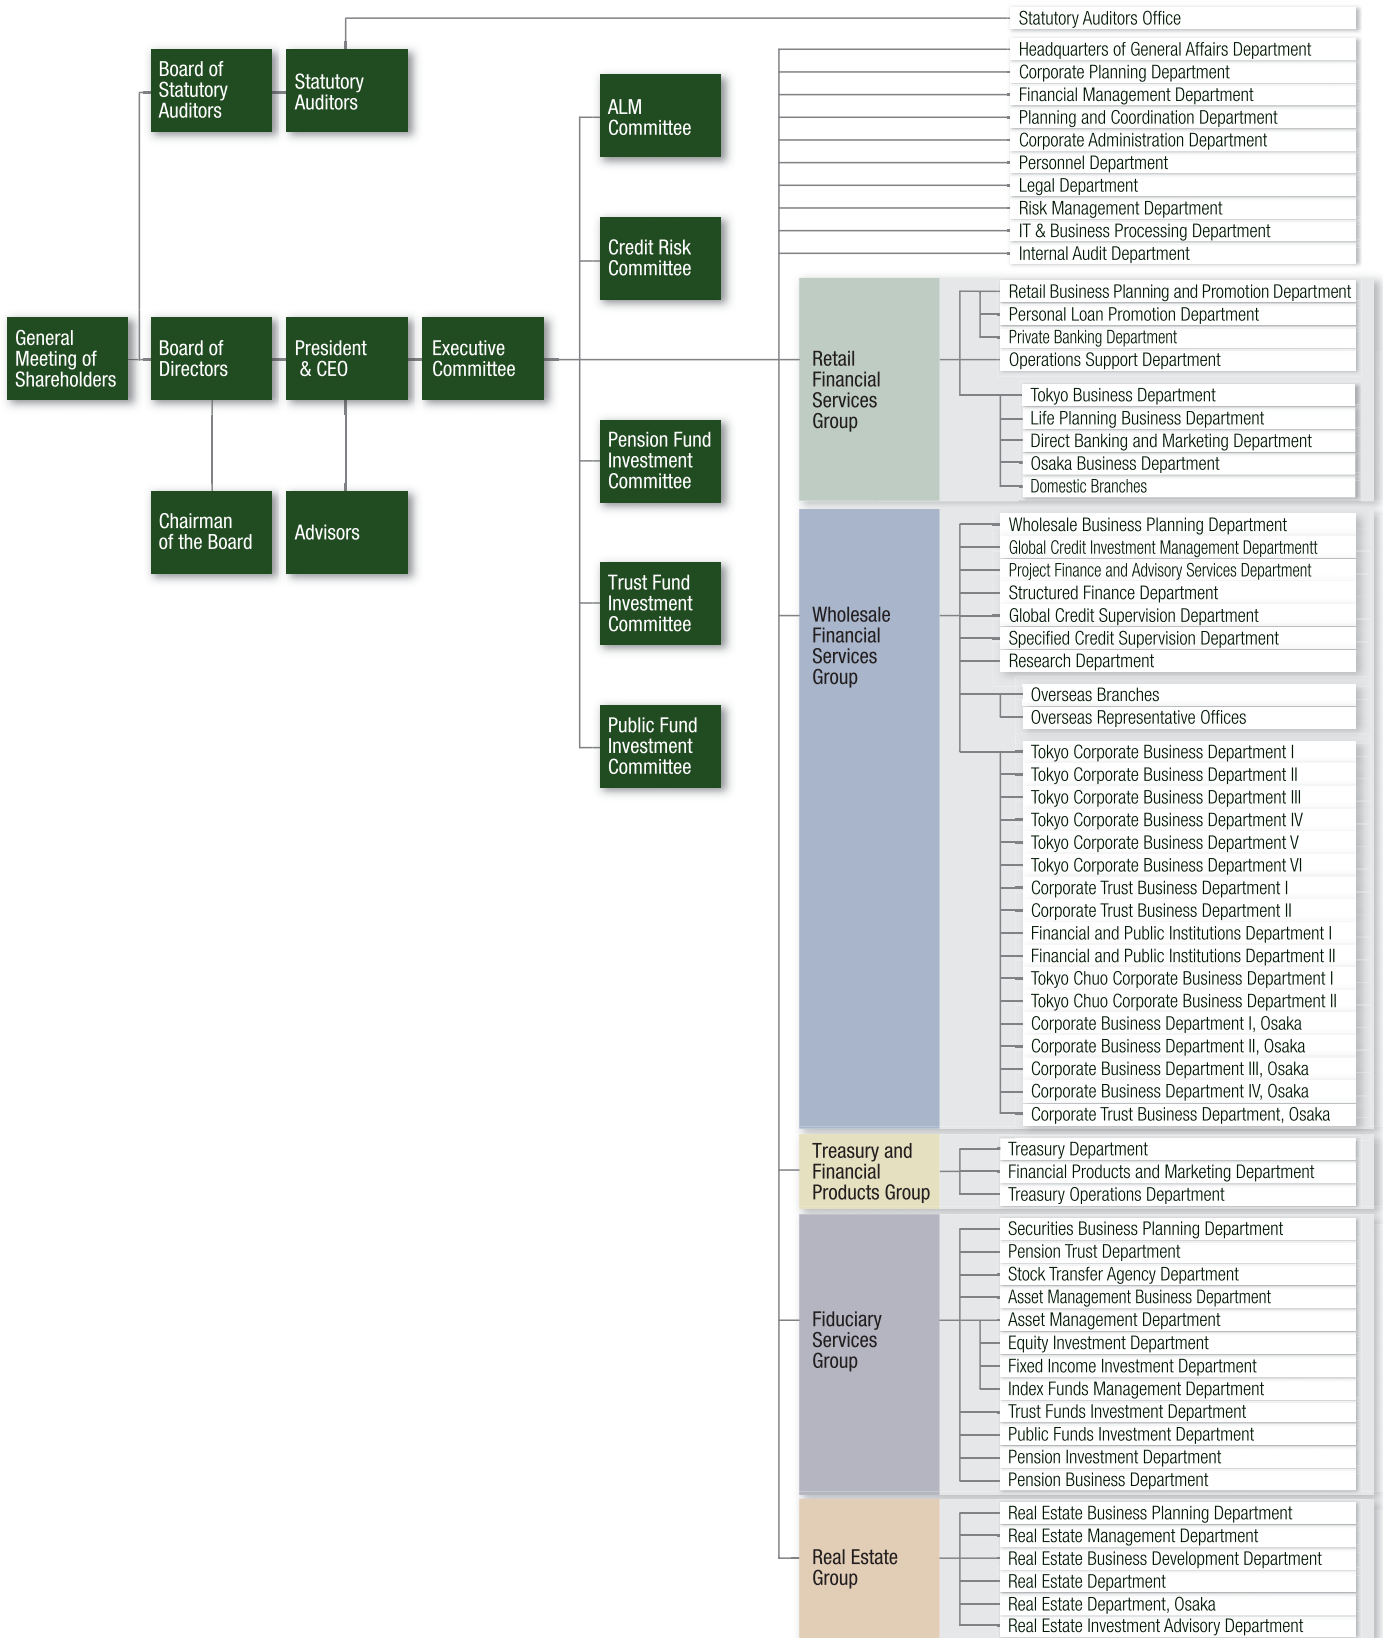 Statutory Auditors Office
Board of
Statutory
Auditors
Statutory
Auditors
ALM
Committee
Credit Risk
Committee
General
Meeting of
Shareholders
Board of
Directors
President
& CEO
Executive
Committee
Pension Fund
Investment
Committee
Chairman
of the Board
Advisors
Trust Fund
Investment
Committee
Public Fund
Investment
Committee
Headquarters of General Affairs Department
Corporate Planning Department
Financial Management Department
Planning and Coordination Department
Corporate Administration Department
Personnel Department
Legal Department
Risk Management Department
IT & Business Processing Department
Internal Audit Department
Retail
Financial
Services
Group
Retail Business Planning and Promotion Department
Personal Loan Promotion Department
Private Banking Department
Operations Support Department
Tokyo Business Department
Life Planning Business Department
Direct Banking and Marketing Department
Osaka Business Department
Domestic Branches
Wholesale
Financial
Services
Group
Wholesale Business Planning Department
Global Credit Investment Management Departmentt
Project Finance and Advisory Services Department
Structured Finance Department
Global Credit Supervision Department
Specified Credit Supervision Department
Research Department
Overseas Branches
Overseas Representative Offices
Tokyo Corporate Business Department I
Tokyo Corporate Business Department II
Tokyo Corporate Business Department III
Tokyo Corporate Business Department IV
Tokyo Corporate Business Department V
Tokyo Corporate Business Department VI
Corporate Trust Business Department I
Corporate Trust Business Department II
Financial and Public Institutions Department I
Financial and Public Institutions Department II
Tokyo Chuo Corporate Business Department I
Tokyo Chuo Corporate Business Department II
Corporate Business Department I, Osaka
Corporate Business Department II, Osaka
Corporate Business Department III, Osaka
Corporate Business Department IV, Osaka
Corporate Trust Business Department, Osaka
Treasury and
Financial
Products Group
Treasury Department
Financial Products and Marketing Department
Treasury Operations Department
Fiduciary
Services
Group
Securities Business Planning Department
Pension Trust Department
Stock Transfer Agency Department
Asset Management Business Department
Asset Management Department
Equity Investment Department
Fixed Income Investment Department
Index Funds Management Department
Trust Funds Investment Department
Public Funds Investment Department
Pension Investment Department
Pension Business Department
Real Estate
Group
Real Estate Business Planning Department
Real Estate Management Department
Real Estate Business Development Department
Real Estate Department
Real Estate Department, Osaka
Real Estate Investment Advisory Department